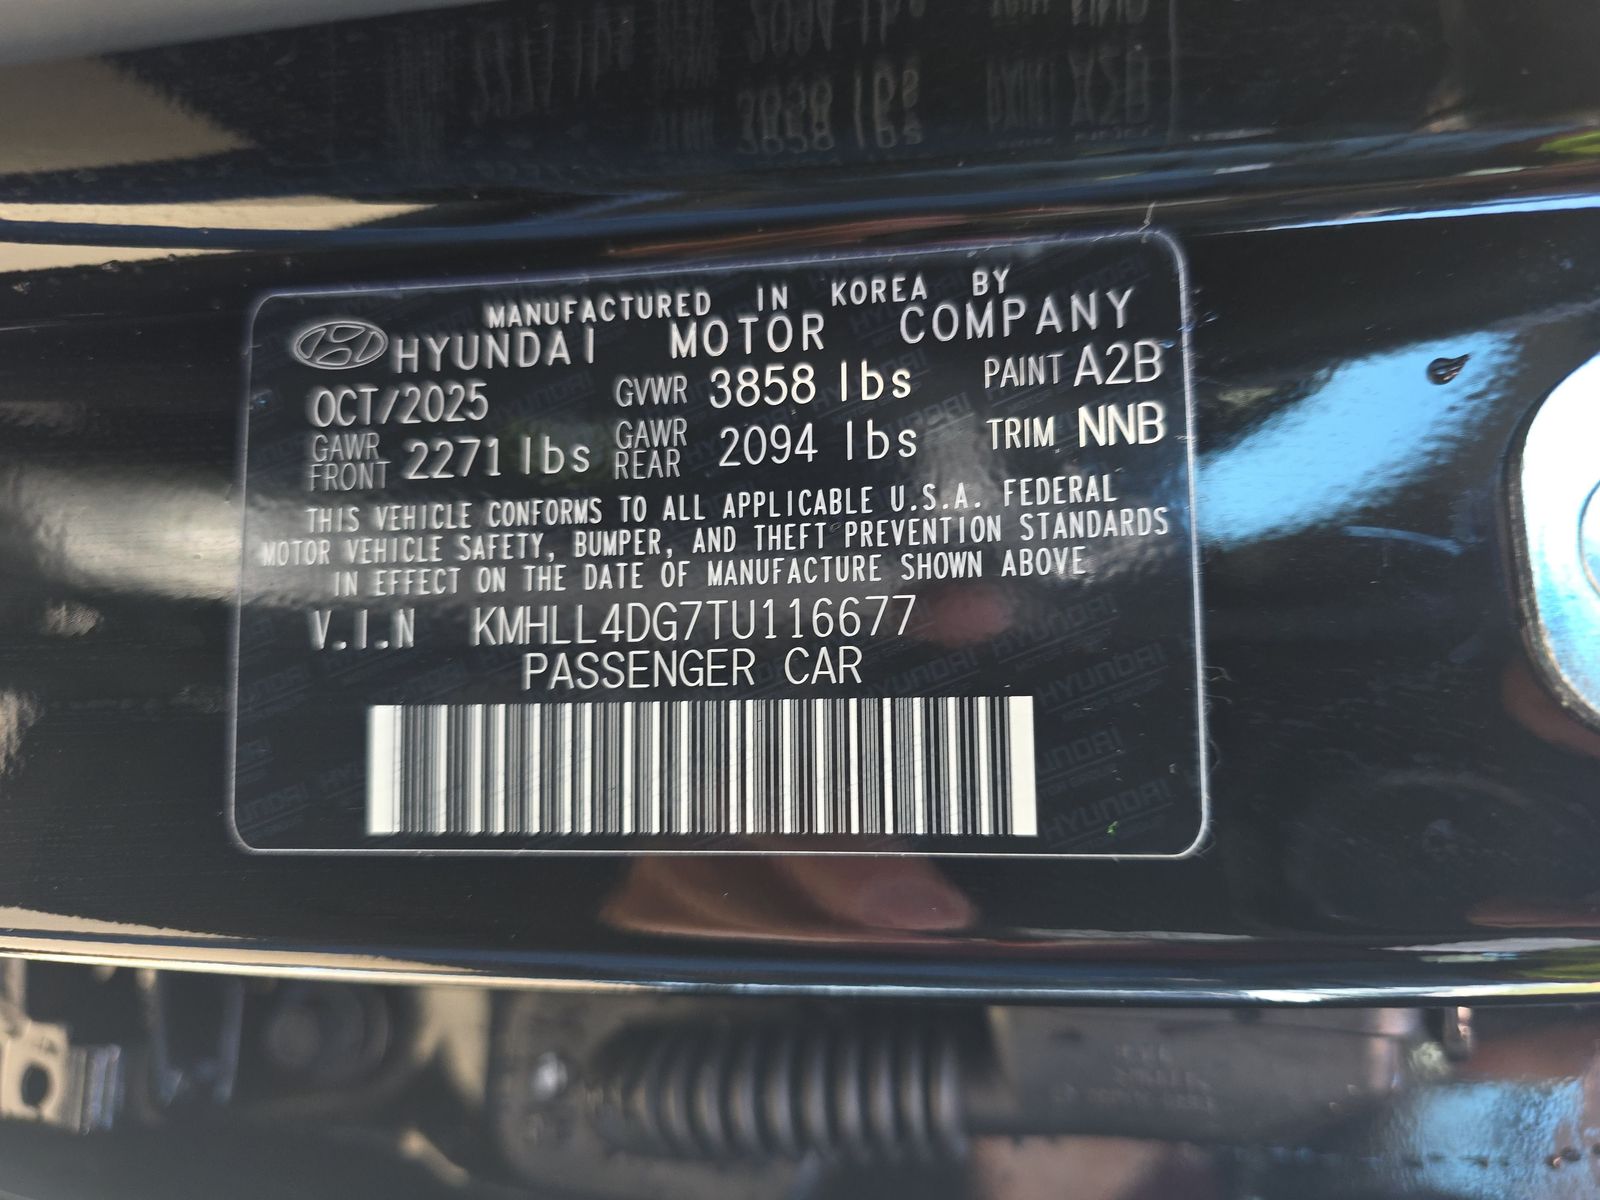 MANUFACTURED IN KOREA BY
HYUNDAI MOTOR COMPANY
OCT/2025 GVWR 3858 lbs PAINT A2B
GAWR FRONT 2271 lbs GAWR REAR 2094 lbs TRIM NNB
THIS VEHICLE CONFORMS TO ALL APPLICABLE U.S.A. FEDERAL
MOTOR VEHICLE SAFETY, BUMPER, AND THEFT PREVENTION STANDARDS
IN EFFECT ON THE DATE OF MANUFACTURE SHOWN ABOVE
V.I.N KMHLL4DG7TU116677
PASSENGER CAR